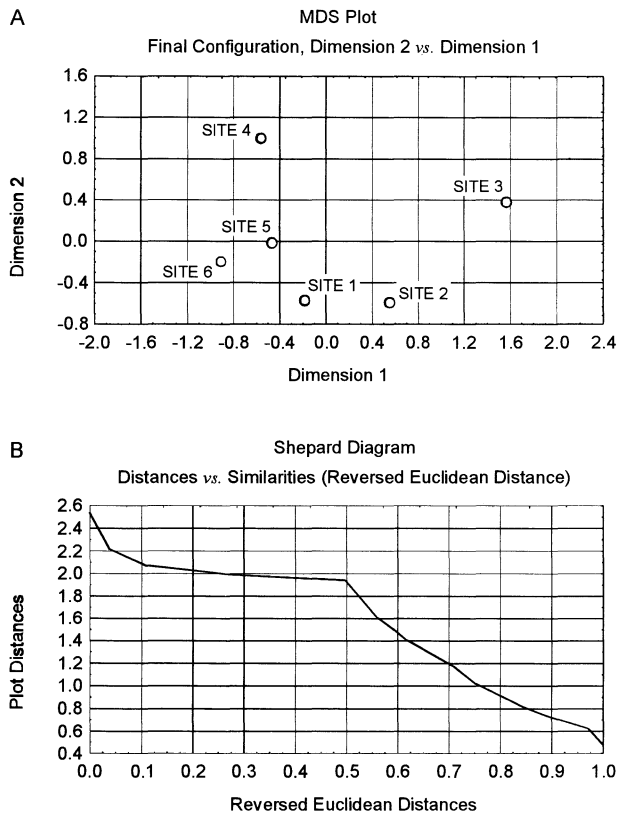 A
MDS Plot
Final Configuration, Dimension 2 vs. Dimension 1
1.6
1.2
0.8
0.4
0.0
-0.4
-0.8
Dimension 2
SITE 4
SITE 3
SITE 5
SITE 6
SITE 1
SITE 2
-2.0 -1.6 -1.2 -0.8 -0.4 0.0 0.4 0.8 1.2 1.6 2.0 2.4
Dimension 1
B
Shepard Diagram
Distances vs. Similarities (Reversed Euclidean Distance)
2.6
2.4
2.2
2.0
1.8
1.6
1.4
1.2
1.0
0.8
0.6
0.4
Plot Distances
0.0 0.1 0.2 0.3 0.4 0.5 0.6 0.7 0.8 0.9 1.0
Reversed Euclidean Distances